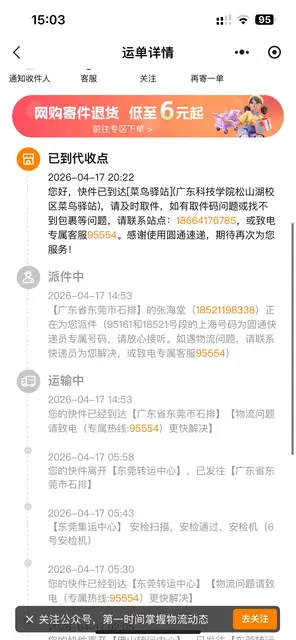 15:03
95
运单详情
通知收件人
客服
关注
再寄一单
网购寄件退货 低至6元起
前往专区下单 >
已到代收点
2026-04-17 20:22
您好，快件已到达[菜鸟驿站](广东科技学院松山湖校
区菜鸟驿站)，请及时取件，如有取件码问题或找不
到包裹等问题，请联系站点：18664176785，或致电
专属客服95554。感谢使用圆通速递，期待再次为您
服务！
派件中
2026-04-17 14:53
【广东省东莞市石排】的张海堂（18521198338）正
在为您派件（95161和18521号段的上海号码为圆通快
递员专属号码，请放心接听。如遇物流问题，请联系
快递员为您解决，或致电专属客服95554）
运输中
2026-04-17 14:53
您的快件已经到达【广东省东莞市石排】【物流问题
请致电（专属热线:95554）更快解决】
2026-04-17 05:58
您的快件离开【东莞转运中心】，已发往【广东省东
莞市石排】
2026-04-17 05:43
【东莞集运中心】 安检扫描，安检通过，安检机（6
号安检机）
2026-04-17 05:30
您的快件已经到达【东莞转运中心】【物流问题请致
电（专属热线:95554）更快解决】
关注公众号，第一时间掌握物流动态
去关注